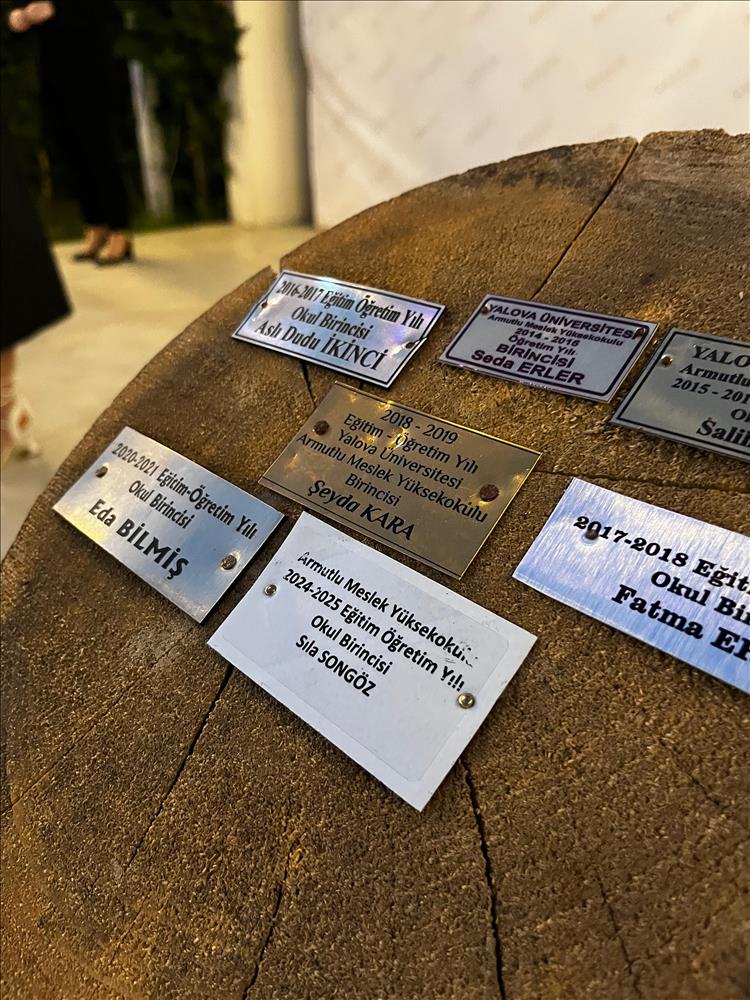 2016-2017 Eğitim Öğretim Yılı
Okul Birincisi
Aslı Dudu İKİNCİ
YALOVA ÜNİVERSİTESİ
Armutlu Meslek Yüksekokulu
2014 - 2015
Öğretim Yılı
BİRİNCİSİ
Seda ERLER
YALO
Armutlu Me
2015 - 201
O
Salih
2020-2021 Eğitim-Öğretim Yılı
Okul Birincisi
Eda BİLMİŞ
2018 - 2019
Eğitim - Öğretim Yılı
Yalova Üniversitesi
Armutlu Meslek Yüksekokulu
Birincisi
Şeyda KARA
2017-2018 Eğit
Okul Bir
Fatma
Armutlu Meslek Yüksekokulu
2024-2025 Eğitim Öğretim Yılı
Okul Birincisi
Sıla SONGÖZ